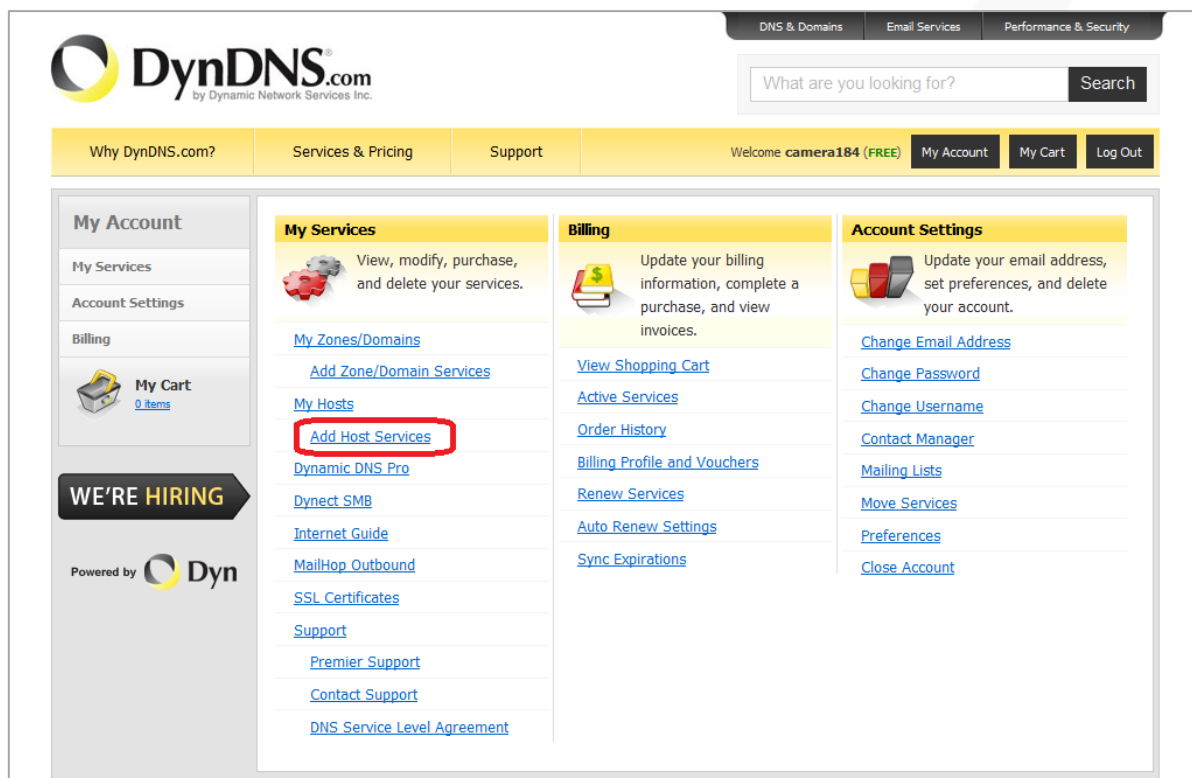 DNS & Domains Email Services Performance & Security
DynDNS.com
by Dynamic Network Services Inc.
What are you looking for? Search
Why DynDNS.com? Services & Pricing Support Welcome camera184 (FREE) My Account My Cart Log Out
My Account
My Services
Account Settings
Billing
My Cart
0 items
WE'RE HIRING
Powered by Dyn
My Services
View, modify, purchase,
and delete your services.
My Zones/Domains
Add Zone/Domain Services
My Hosts
Add Host Services
Dynamic DNS Pro
Dynect SMB
Internet Guide
MailHop Outbound
SSL Certificates
Support
Premier Support
Contact Support
DNS Service Level Agreement
Billing
$
Update your billing
information, complete a
purchase, and view
invoices.
View Shopping Cart
Active Services
Order History
Billing Profile and Vouchers
Renew Services
Auto Renew Settings
Sync Expirations
Account Settings
Update your email address,
set preferences, and delete
your account.
Change Email Address
Change Password
Change Username
Contact Manager
Mailing Lists
Move Services
Preferences
Close Account